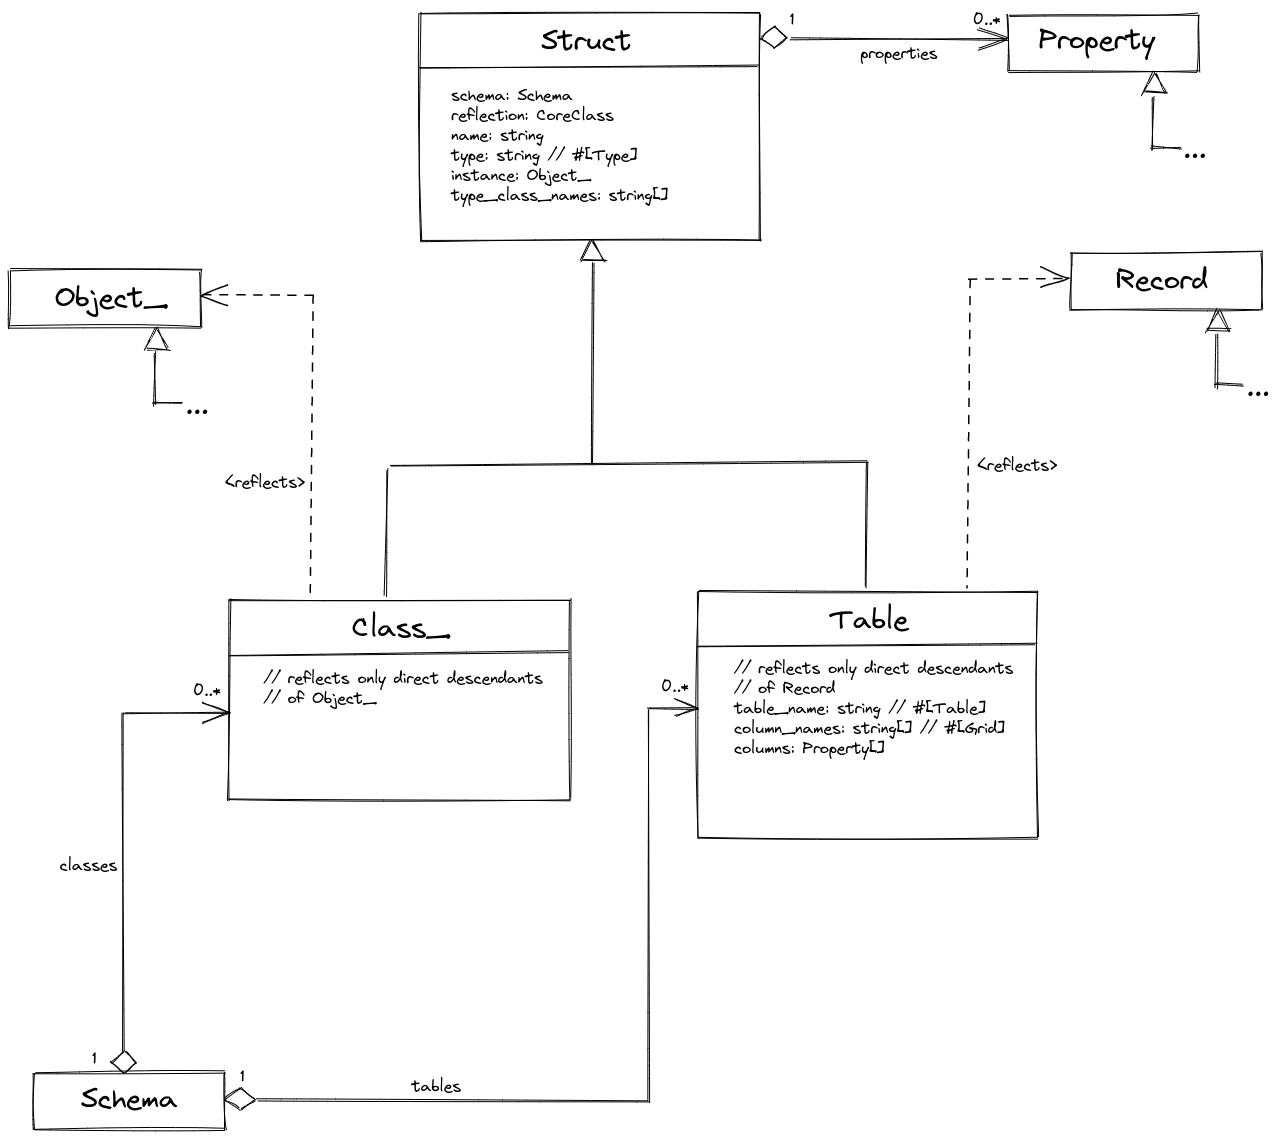 Struct
1
0..*
Property
properties
schema: Schema
reflection: CoreClass
name: string
type: string // #[Type]
instance: Object_
type_class_names: string[]
...
Object_
Record
...
...
<reflects>
<reflects>
Class_
Table
// reflects only direct descendants
// of Object_
// reflects only direct descendants
// of Record
table_name: string // #[Table]
column_names: string[] // #[Grid]
columns: Property[]
0..*
0..*
classes
1
1
tables
Schema